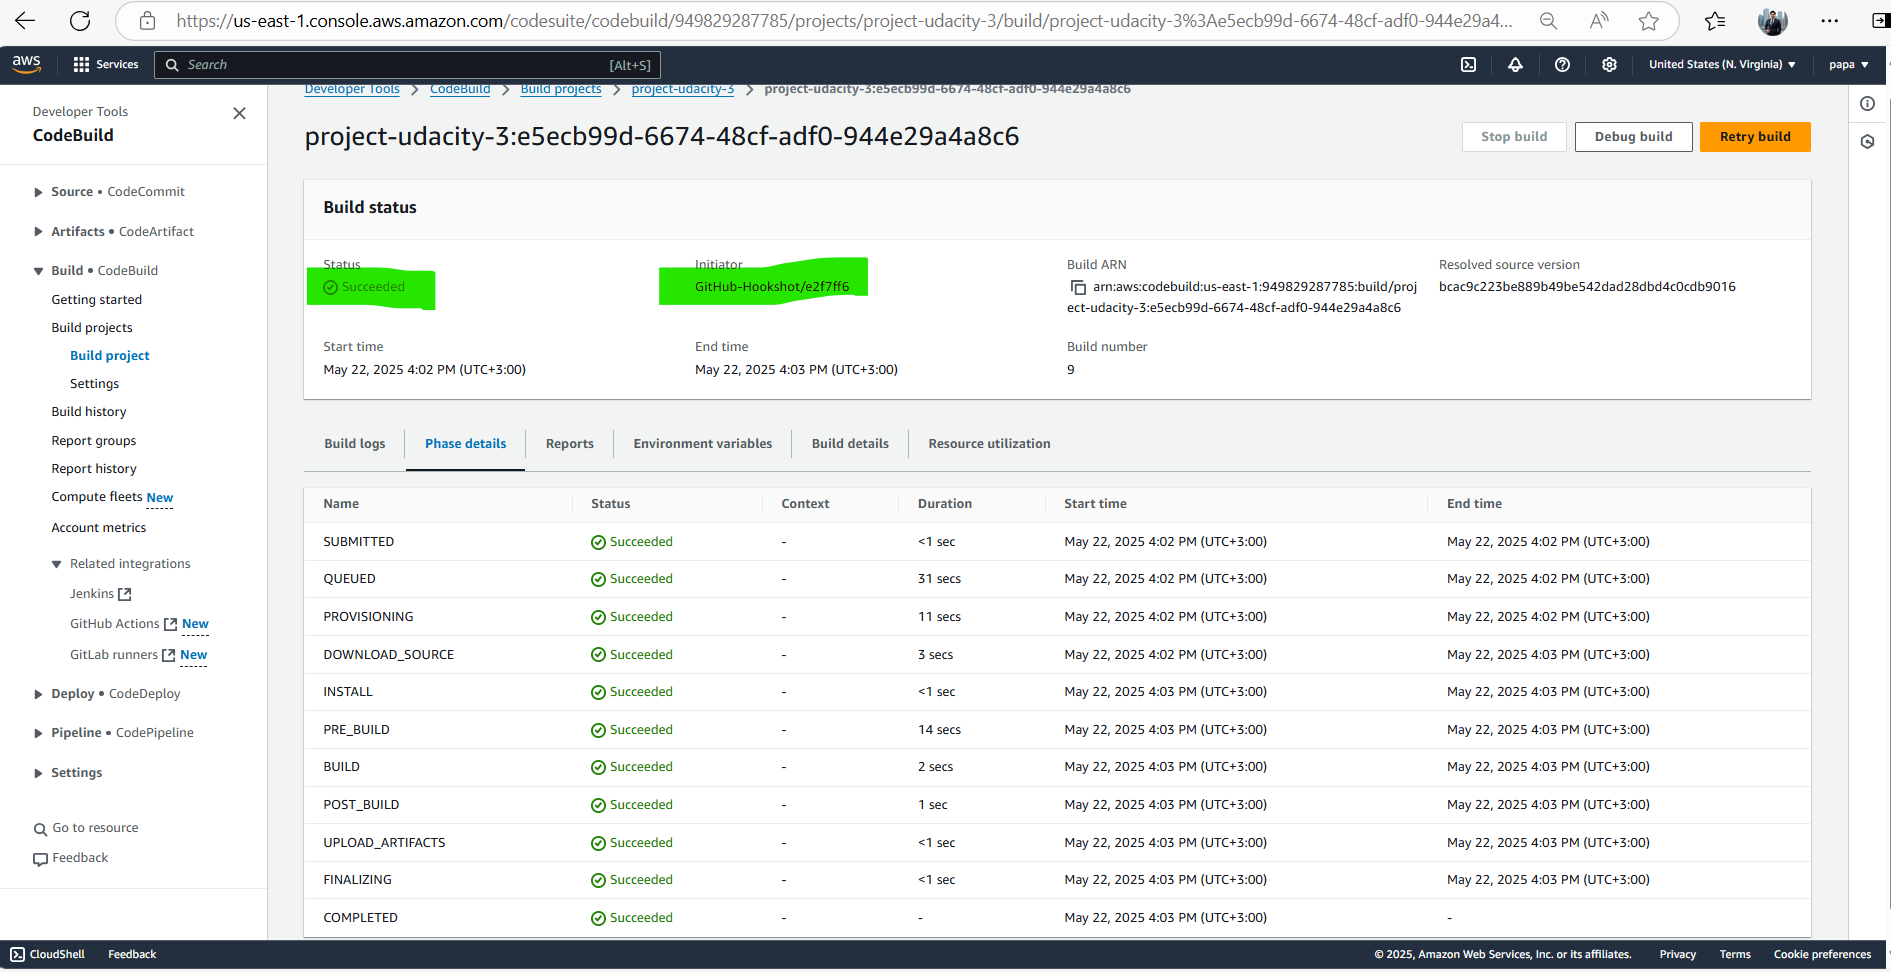 https://us-east-1.console.aws.amazon.com/codesuite/codebuild/949829287785/projects/project-udacity-3/build/project-udacity-3%3Ae5ecb99d-6674-48cf-adf0-944e29a4...
aws Services Search [Alt+S] United States (N. Virginia) papa
Developer Tools
CodeBuild
Source • CodeCommit
Artifacts • CodeArtifact
Build • CodeBuild
Getting started
Build projects
Build project
Settings
Build history
Report groups
Report history
Compute fleets New
Account metrics
Related integrations
Jenkins
GitHub Actions New
GitLab runners New
Deploy • CodeDeploy
Pipeline • CodePipeline
Settings
Go to resource
Feedback
Developer Tools CodeBuild Build projects project-udacity-3 project-udacity-3:e5ecb99d-6674-48cf-adf0-944e29a4a8c6
project-udacity-3:e5ecb99d-6674-48cf-adf0-944e29a4a8c6
Stop build Debug build Retry build
Build status
Status Initiator Build ARN Resolved source version
Succeeded GitHub-Hookshot/e2f7ff6 arn:aws:codebuild:us-east-1:949829287785:build/proj bcac9c223be889b49be542dad28dbd4c0cdb9016
ect-udacity-3:e5ecb99d-6674-48cf-adf0-944e29a4a8c6
Start time End time Build number
May 22, 2025 4:02 PM (UTC+3:00) May 22, 2025 4:03 PM (UTC+3:00) 9
Build logs Phase details Reports Environment variables Build details Resource utilization
Name Status Context Duration Start time End time
SUBMITTED Succeeded - <1 sec May 22, 2025 4:02 PM (UTC+3:00) May 22, 2025 4:02 PM (UTC+3:00)
QUEUED Succeeded - 31 secs May 22, 2025 4:02 PM (UTC+3:00) May 22, 2025 4:02 PM (UTC+3:00)
PROVISIONING Succeeded - 11 secs May 22, 2025 4:02 PM (UTC+3:00) May 22, 2025 4:02 PM (UTC+3:00)
DOWNLOAD_SOURCE Succeeded - 3 secs May 22, 2025 4:02 PM (UTC+3:00) May 22, 2025 4:03 PM (UTC+3:00)
INSTALL Succeeded - <1 sec May 22, 2025 4:03 PM (UTC+3:00) May 22, 2025 4:03 PM (UTC+3:00)
PRE_BUILD Succeeded - 14 secs May 22, 2025 4:03 PM (UTC+3:00) May 22, 2025 4:03 PM (UTC+3:00)
BUILD Succeeded - 2 secs May 22, 2025 4:03 PM (UTC+3:00) May 22, 2025 4:03 PM (UTC+3:00)
POST_BUILD Succeeded - 1 sec May 22, 2025 4:03 PM (UTC+3:00) May 22, 2025 4:03 PM (UTC+3:00)
UPLOAD_ARTIFACTS Succeeded - <1 sec May 22, 2025 4:03 PM (UTC+3:00) May 22, 2025 4:03 PM (UTC+3:00)
FINALIZING Succeeded - <1 sec May 22, 2025 4:03 PM (UTC+3:00) May 22, 2025 4:03 PM (UTC+3:00)
COMPLETED Succeeded - - May 22, 2025 4:03 PM (UTC+3:00) -
CloudShell Feedback © 2025, Amazon Web Services, Inc. or its affiliates. Privacy Terms Cookie preferences